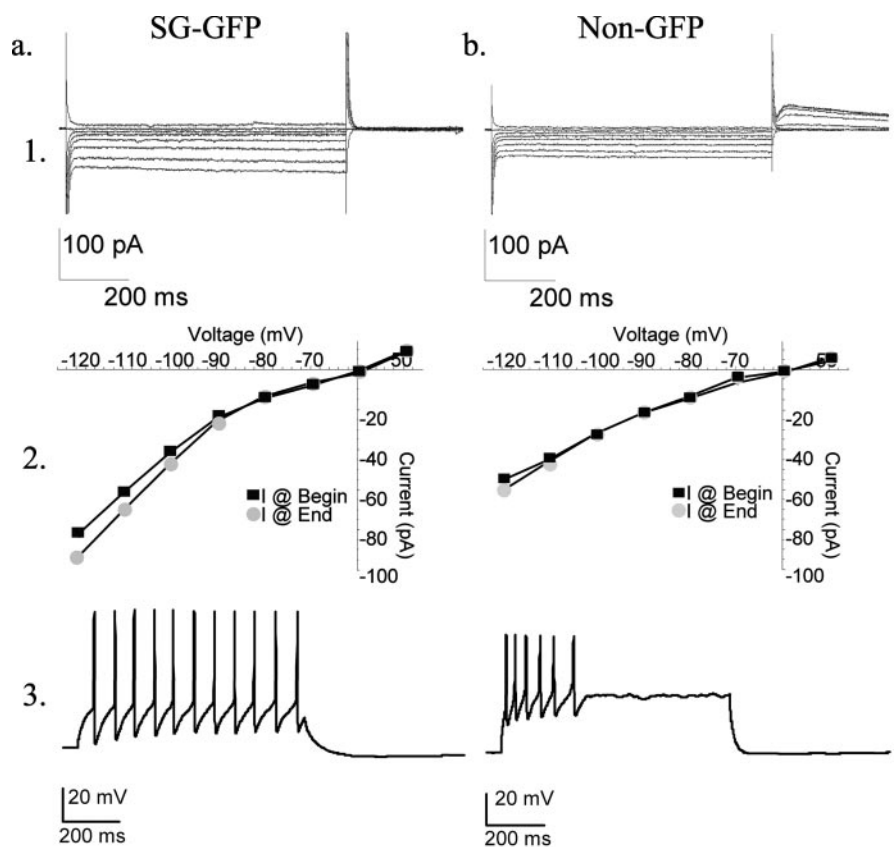 a. SG-GFP
b. Non-GFP
1.
100 pA
200 ms
100 pA
200 ms
2.
Voltage (mV)
-120 -110 -100 -90 -80 -70 50
-20
-40
-60
-80
-100
Current (pA)
I @ Begin
I @ End
Voltage (mV)
-120 -110 -100 -90 -80 -70
-20
-40
-60
-80
-100
Current (pA)
I @ Begin
I @ End
3.
20 mV
200 ms
20 mV
200 ms